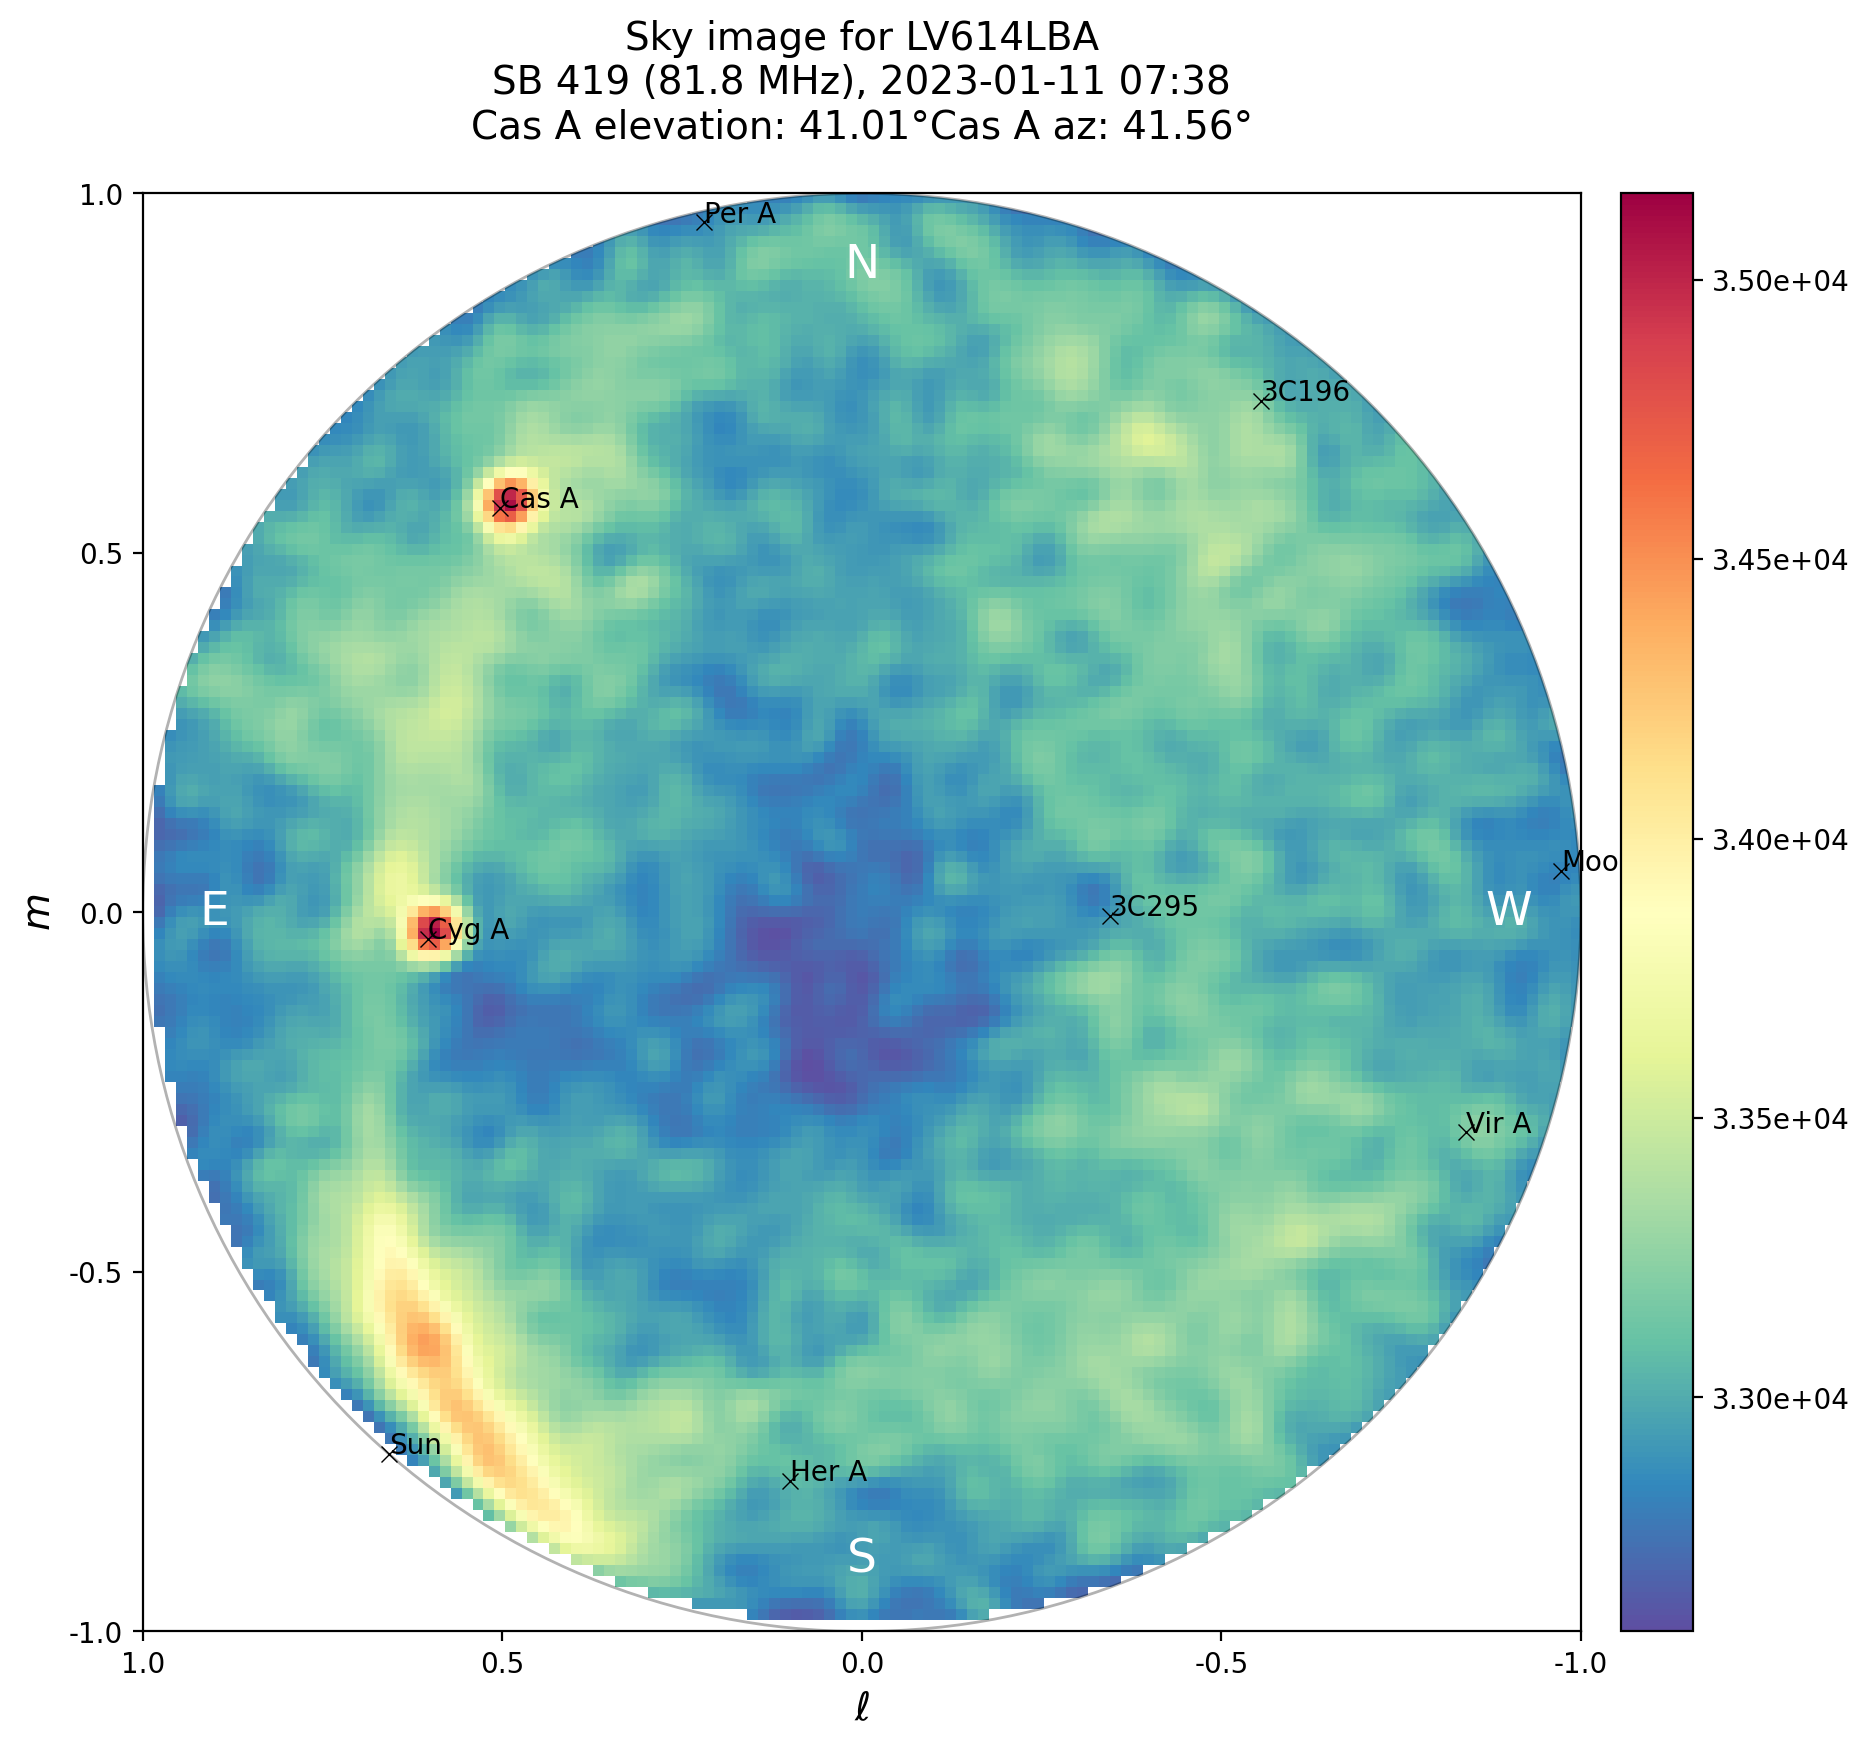 Sky image for LV614LBA
SB 419 (81.8 MHz), 2023-01-11 07:38
Cas A elevation: 41.01°Cas A az: 41.56°
1.0
0.5
0.0
-0.5
-1.0
m
Per A
N
3C196
Cas A
Moo
E
Cyg A
3C295
W
Vir A
Sun
Her A
S
1.0
0.5
0.0
-0.5
-1.0
ℓ
3.50e+04
3.45e+04
3.40e+04
3.35e+04
3.30e+04